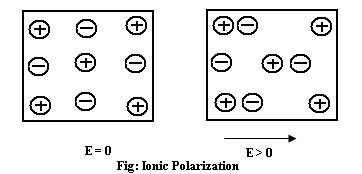 + − + + − +
− + − − + −
+ − + + − +
E = 0 E > 0
Fig: Ionic Polarization